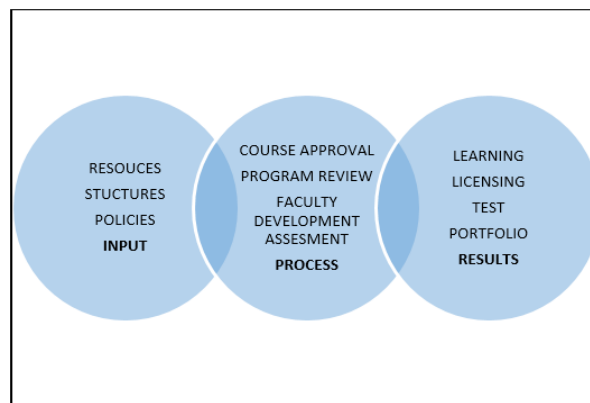 RESOUCES
STUCTURES
POLICIES
INPUT
COURSE APPROVAL
PROGRAM REVIEW
FACULTY
DEVELOPMENT
ASSESMENT
PROCESS
LEARNING
LICENSING
TEST
PORTFOLIO
RESULTS